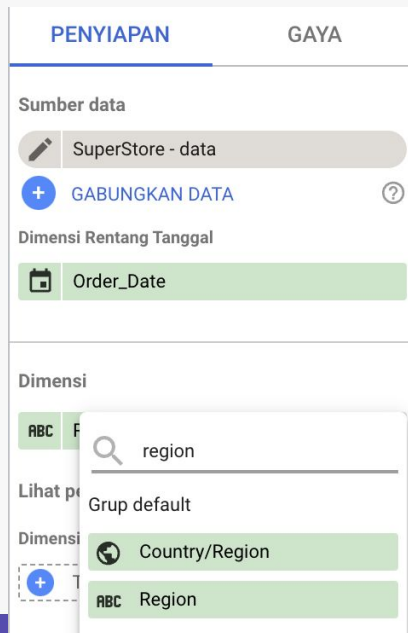 PENYIAPAN
GAYA
Sumber data
SuperStore - data
GABUNGKAN DATA
Dimensi Rentang Tanggal
Order_Date
Dimensi
ABC
region
Lihat
Grup default
Dimensi
Country/Region
ABC Region